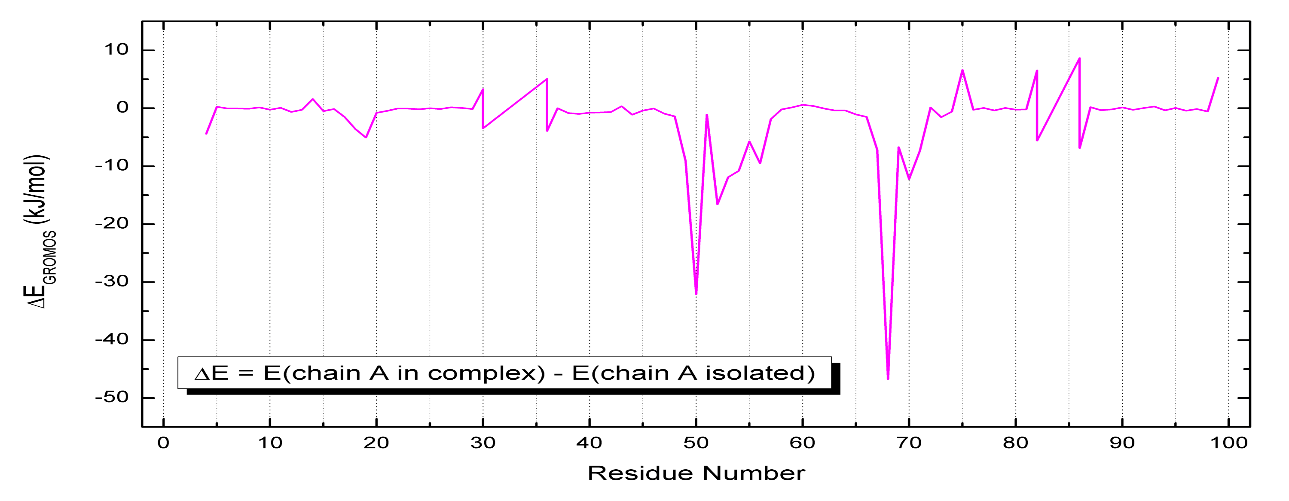 10
0
-10
-20
-30
-40
-50
ΔE_GROMOS (kJ/mol)
ΔE = E(chain A in complex) - E(chain A isolated)
0 10 20 30 40 50 60 70 80 90 100
Residue Number